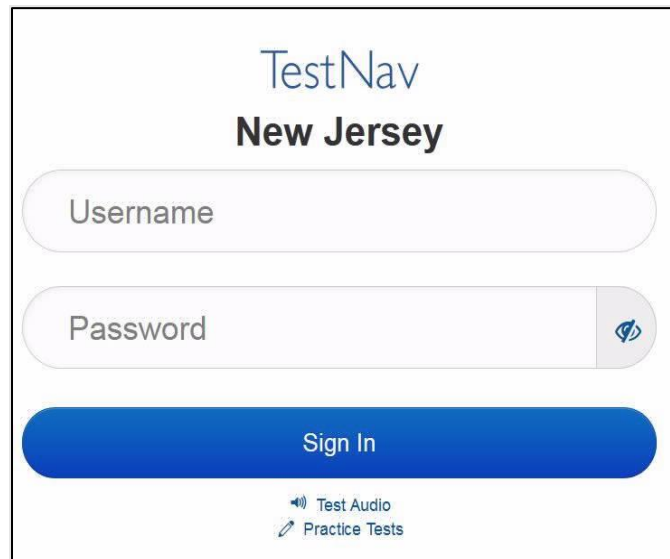 TestNav
New Jersey
Username
Password
Sign In
Test Audio
Practice Tests